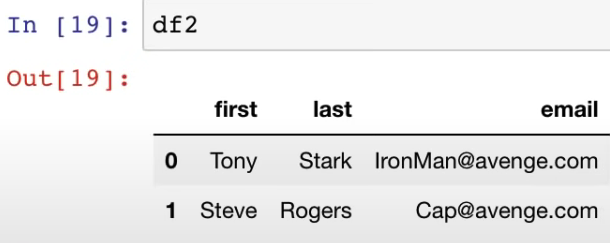 In [19]: df2
Out[19]:
first last email
0 Tony Stark IronMan@avenge.com
1 Steve Rogers Cap@avenge.com